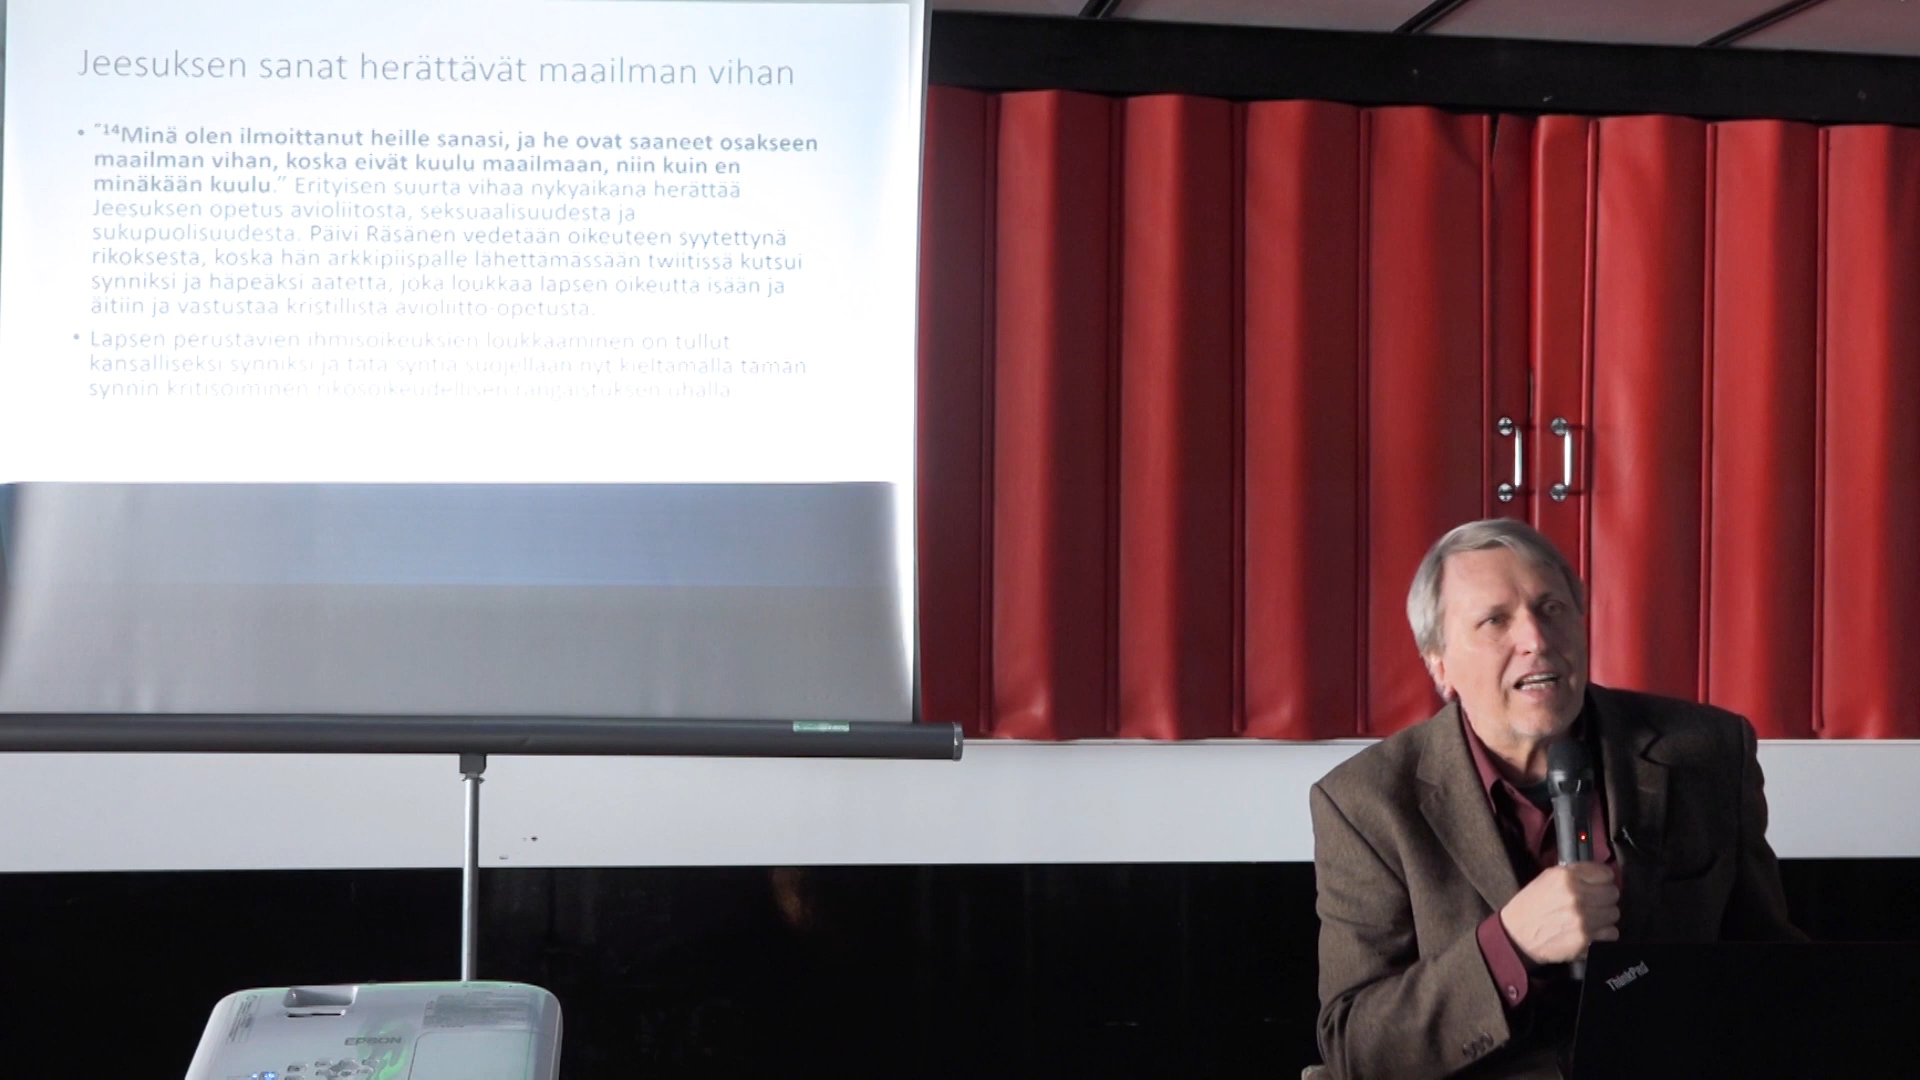 Jeesuksen sanat herättävät maailman vihan
• "¹⁴Minä olen ilmoittanut heille sanasi, ja he ovat saaneet osakseen
maailman vihan, koska eivät kuulu maailmaan, niin kuin en
minäkään kuulu." Erityisen suurta vihaa nykyaikana herättää
Jeesuksen opetus avioliitosta, seksuaalisuudesta ja
sukupuolisuudesta. Päivi Räsänen vedetään oikeuteen syytettynä
rikoksesta, koska hän arkkipiispalle lähettämässään twiitissä kutsui
synniksi ja häpeäksi aatetta, joka loukkaa lapsen oikeutta isään ja
äitiin ja vastustaa kristillistä avioliitto-opetusta.
• Lapsen perustavien ihmisoikeuksien loukkaaminen on tullut
kansalliseksi synniksi ja tätä syntiä suojellaan nyt kieltämällä tämän
synnin kritisoiminen rikosoikeudellisen rangaistuksen uhalla
ThinkPad
EPSON